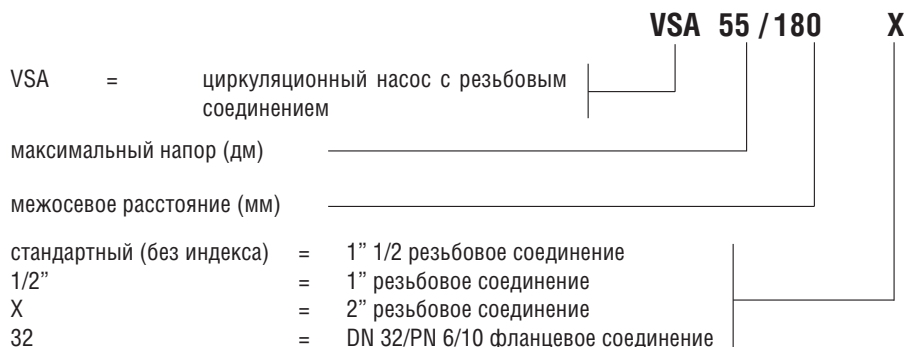 VSA 55 / 180 X
VSA = циркуляционный насос с резьбовым
соединением
максимальный напор (дм)
межосевое расстояние (мм)
стандартный (без индекса) = 1” 1/2 резьбовое соединение
1/2” = 1” резьбовое соединение
X = 2” резьбовое соединение
32 = DN 32/PN 6/10 фланцевое соединение